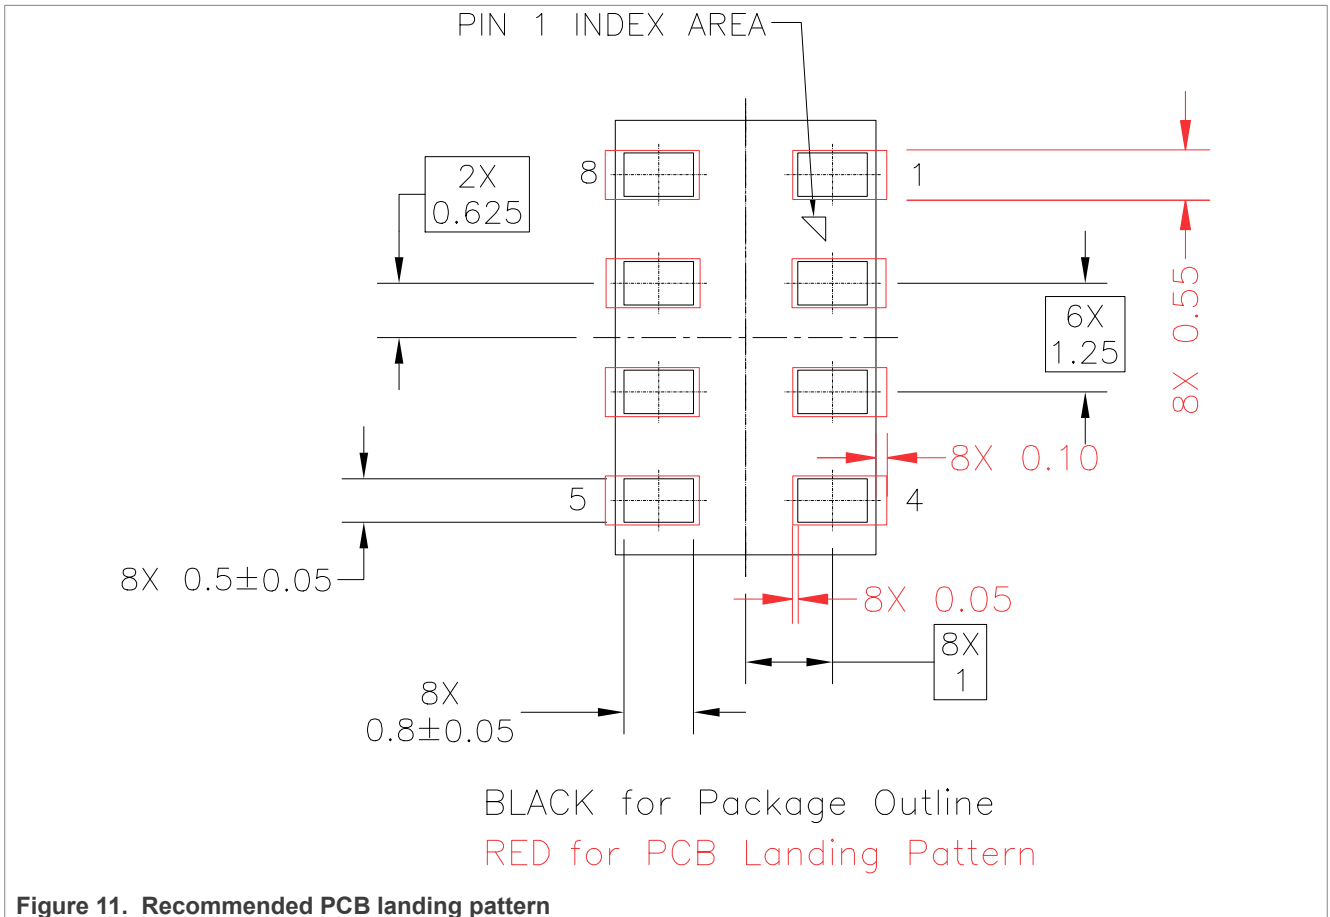 PIN 1 INDEX AREA
8
1
2X
0.625
6X
1.25
8X 0.55
8X 0.10
5
4
8X 0.5±0.05
8X 0.05
8X
1
8X
0.8±0.05
BLACK for Package Outline
RED for PCB Landing Pattern
Figure 11. Recommended PCB landing pattern